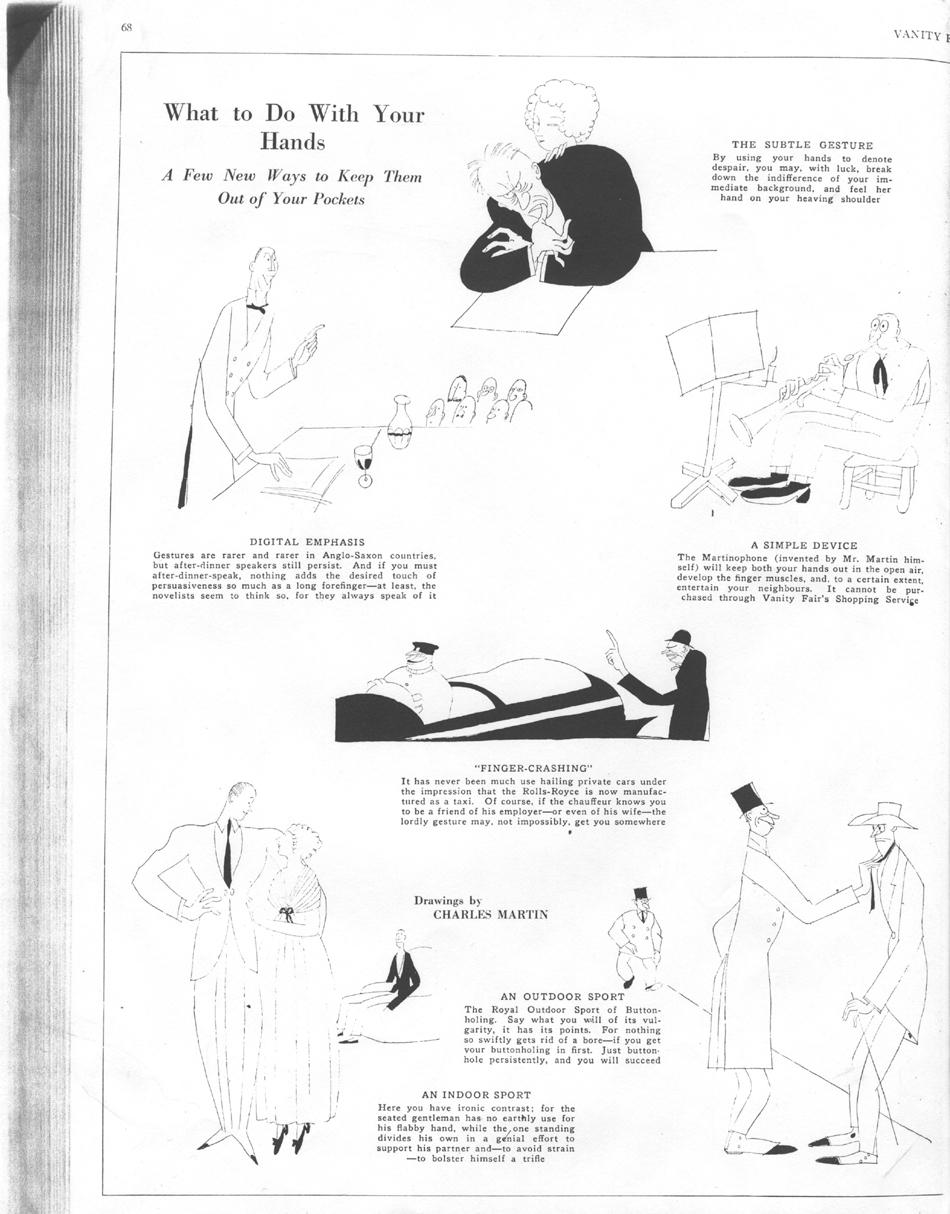 68
VANITY
What to Do With Your
Hands
A Few New Ways to Keep Them
Out of Your Pockets
THE SUBTLE GESTURE
By using your hands to denote
despair, you may, with luck, break
down the indifference of your im-
mediate background, and feel her
hand on your heaving shoulder
DIGITAL EMPHASIS
Gestures are rarer and rarer in Anglo-Saxon countries,
but after-dinner speakers still persist. And if you must
after-dinner-speak, nothing adds the desired touch of
persuasiveness so much as a long forefinger—at least, the
novelists seem to think so, for they always speak of it
A SIMPLE DEVICE
The Martinophone (invented by Mr. Martin him-
self) will keep both your hands out in the open air,
develop the finger muscles, and, to a certain extent,
entertain your neighbours. It cannot be pur-
chased through Vanity Fair's Shopping Service
"FINGER-CRASHING"
It has never been much use hailing private cars under
the impression that the Rolls-Royce is now manufac-
tured as a taxi. Of course, if the chauffeur knows you
to be a friend of his employer—or even of his wife—the
lordly gesture may, not impossibly, get you somewhere
Drawings by
CHARLES MARTIN
AN OUTDOOR SPORT
The Royal Outdoor Sport of Button-
holing. Say what you will of its vul-
garity, it has its points. For nothing
so swiftly gets rid of a bore—if you get
your buttonholing in first. Just button-
hole persistently, and you will succeed
AN INDOOR SPORT
Here you have ironic contrast; for the
seated gentleman has no earthly use for
his flabby hand, while the one standing
divides his own in a genial effort to
support his partner and—to avoid strain
—to bolster himself a trifle